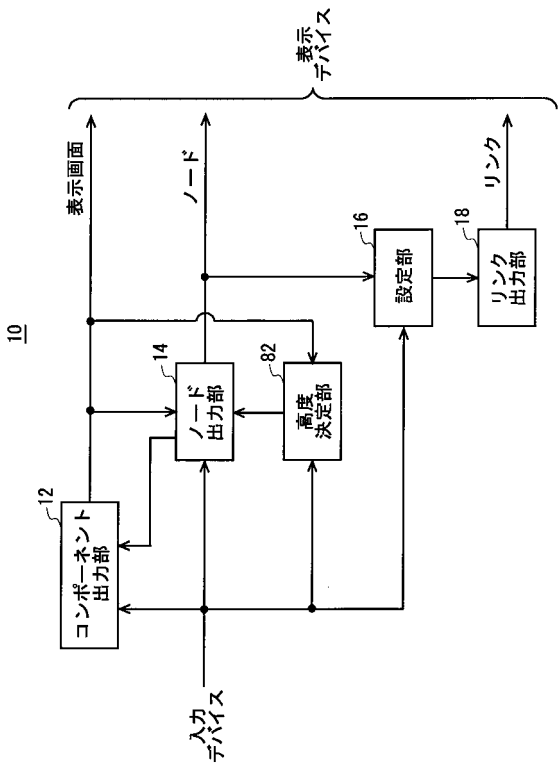 10
表示画面
ノード
リンク
表示
デバイス
12
コンポーネント
出力部
14
ノード
出力部
82
高度
決定部
16
設定部
18
リンク
出力部
入力
デバイス